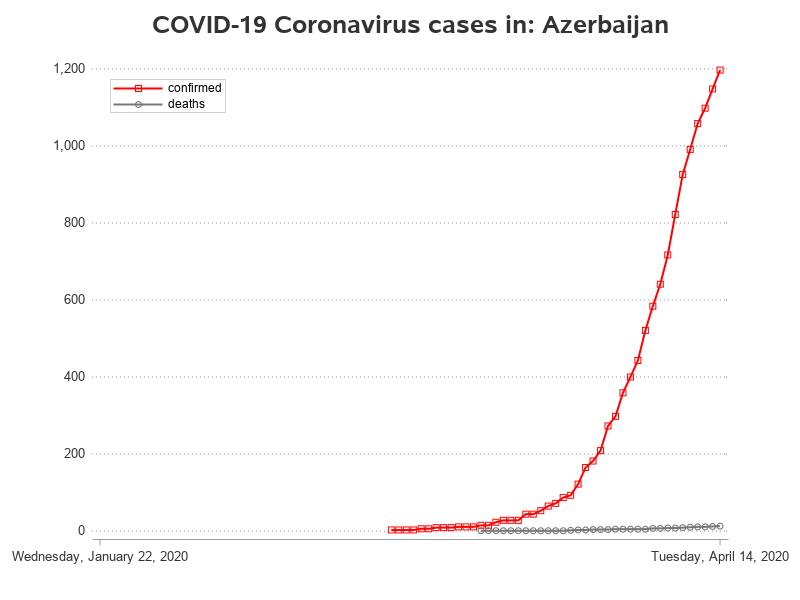 COVID-19 Coronavirus cases in: Azerbaijan
1,200
confirmed
deaths
1,000
800
600
400
200
0
Wednesday, January 22, 2020
Tuesday, April 14, 2020